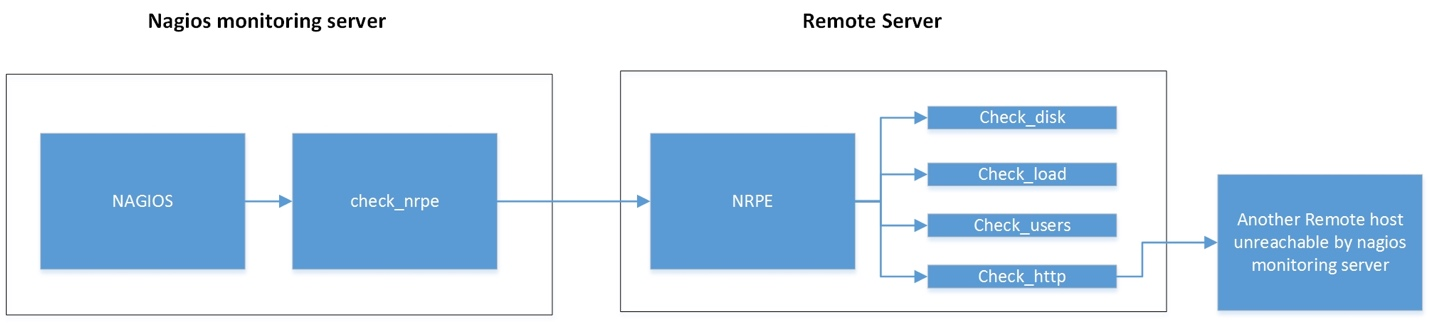 Nagios monitoring server
Remote Server
NAGIOS
check_nrpe
NRPE
Check_disk
Check_load
Check_users
Check_http
Another Remote host
unreachable by nagios
monitoring server